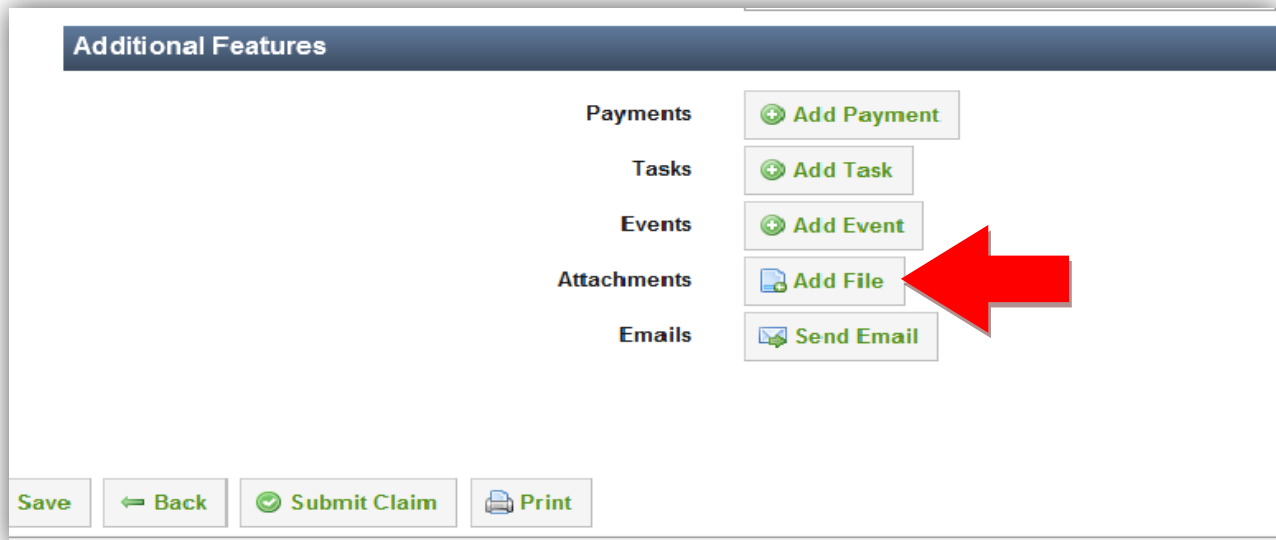 Additional Features
Payments Add Payment
Tasks Add Task
Events Add Event
Attachments Add File
Emails Send Email
Save Back Submit Claim Print